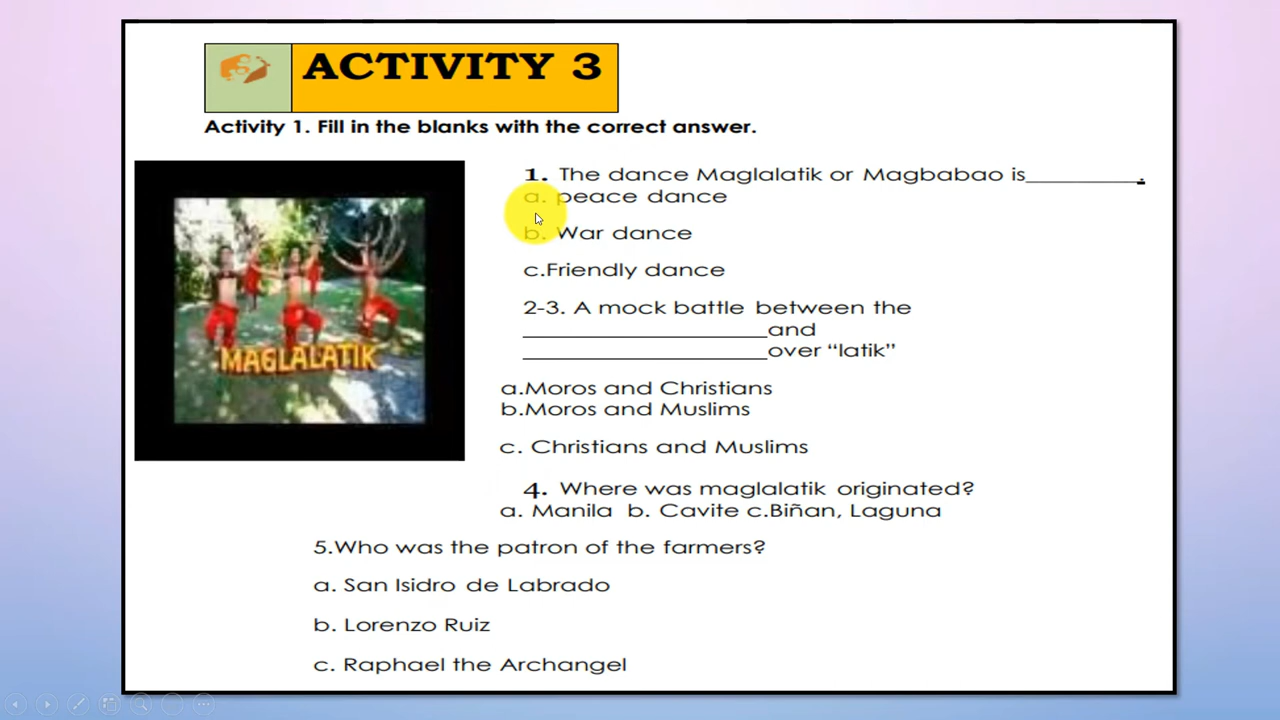 ACTIVITY 3
Activity 1. Fill in the blanks with the correct answer.
MAGLALATIK
1. The dance Maglalatik or Magbabao is__________.
a. peace dance
b. War dance
c.Friendly dance
2-3. A mock battle between the
____________________and
____________________over “latik”
a.Moros and Christians
b.Moros and Muslims
c. Christians and Muslims
4. Where was maglalatik originated?
a. Manila b. Cavite c.Biñan, Laguna
5.Who was the patron of the farmers?
a. San Isidro de Labrado
b. Lorenzo Ruiz
c. Raphael the Archangel